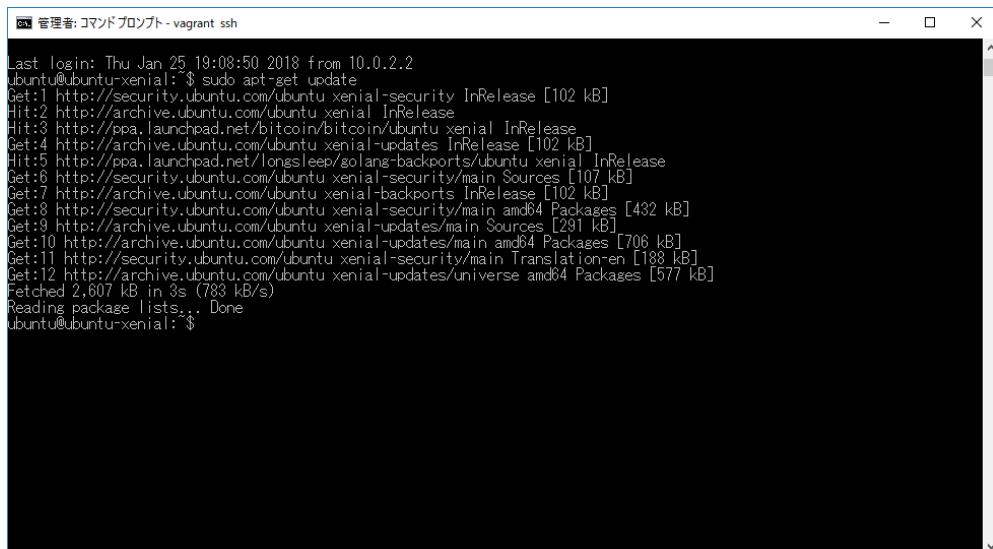 管理者: コマンド プロンプト - vagrant ssh
Last login: Thu Jan 25 19:08:50 2018 from 10.0.2.2
ubuntu@ubuntu-xenial:~$ sudo apt-get update
Get:1 http://security.ubuntu.com/ubuntu xenial-security InRelease [102 kB]
Hit:2 http://archive.ubuntu.com/ubuntu xenial InRelease
Hit:3 http://ppa.launchpad.net/bitcoin/bitcoin/ubuntu xenial InRelease
Get:4 http://archive.ubuntu.com/ubuntu xenial-updates InRelease [102 kB]
Hit:5 http://ppa.launchpad.net/longsleep/golang-backports/ubuntu xenial InRelease
Get:6 http://security.ubuntu.com/ubuntu xenial-security/main Sources [107 kB]
Get:7 http://archive.ubuntu.com/ubuntu xenial-backports InRelease [102 kB]
Get:8 http://security.ubuntu.com/ubuntu xenial-security/main amd64 Packages [432 kB]
Get:9 http://archive.ubuntu.com/ubuntu xenial-updates/main Sources [291 kB]
Get:10 http://archive.ubuntu.com/ubuntu xenial-updates/main amd64 Packages [706 kB]
Get:11 http://security.ubuntu.com/ubuntu xenial-security/main Translation-en [188 kB]
Get:12 http://archive.ubuntu.com/ubuntu xenial-updates/universe amd64 Packages [577 kB]
Fetched 2,607 kB in 3s (783 kB/s)
Reading package lists... Done
ubuntu@ubuntu-xenial:~$